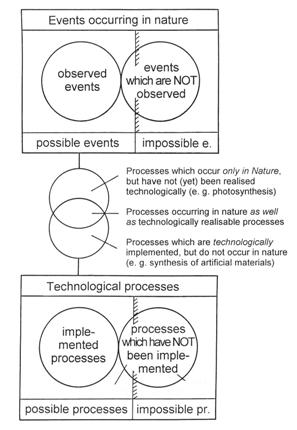 Events occurring in nature
observed
events
events
which are NOT
observed
possible events
impossible e.
Processes which occur only in Nature,
but have not (yet) been realised
technologically (e. g. photosynthesis)
Processes occurring in nature as well
as technologically realisable processes
Processes which are technologically
implemented, but do not occur in nature
(e. g. synthesis of artificial materials)
Technological processes
imple-
mented
processes
processes
which have NOT
been imple-
mented
possible processes
impossible pr.